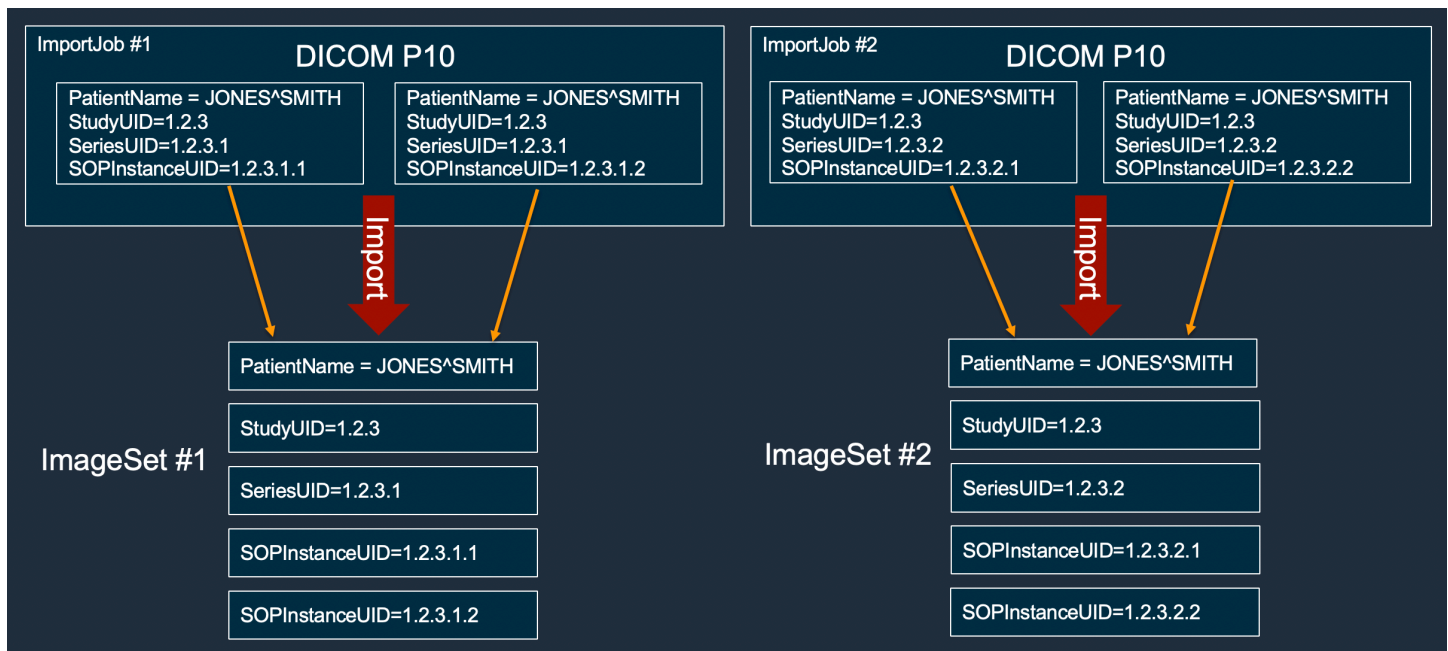 ImportJob #1
DICOM P10
PatientName = JONES^SMITH
StudyUID=1.2.3
SeriesUID=1.2.3.1
SOPInstanceUID=1.2.3.1.1
PatientName = JONES^SMITH
StudyUID=1.2.3
SeriesUID=1.2.3.1
SOPInstanceUID=1.2.3.1.2
Import
PatientName = JONES^SMITH
StudyUID=1.2.3
ImageSet #1
SeriesUID=1.2.3.1
SOPInstanceUID=1.2.3.1.1
SOPInstanceUID=1.2.3.1.2
ImportJob #2
DICOM P10
PatientName = JONES^SMITH
StudyUID=1.2.3
SeriesUID=1.2.3.2
SOPInstanceUID=1.2.3.2.1
PatientName = JONES^SMITH
StudyUID=1.2.3
SeriesUID=1.2.3.2
SOPInstanceUID=1.2.3.2.2
Import
PatientName = JONES^SMITH
StudyUID=1.2.3
ImageSet #2
SeriesUID=1.2.3.2
SOPInstanceUID=1.2.3.2.1
SOPInstanceUID=1.2.3.2.2